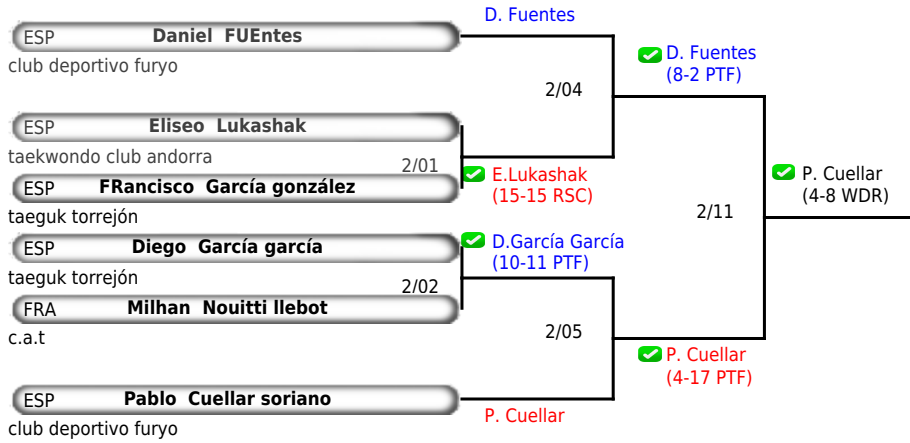 D. Fuentes
ESP Daniel FUEntes
club deportivo furyo
D. Fuentes
(8-2 PTF)
2/04
ESP Eliseo Lukashak
taekwondo club andorra
2/01
E.Lukashak
(15-15 RSC)
ESP FRancisco García gonzález
taeguk torrejón
P. Cuellar
(4-8 WDR)
2/11
ESP Diego García garcía
taeguk torrejón
D.García García
(10-11 PTF)
2/02
FRA Milhan Nouitti llebot
c.a.t
2/05
P. Cuellar
(4-17 PTF)
ESP Pablo Cuellar soriano
club deportivo furyo
P. Cuellar